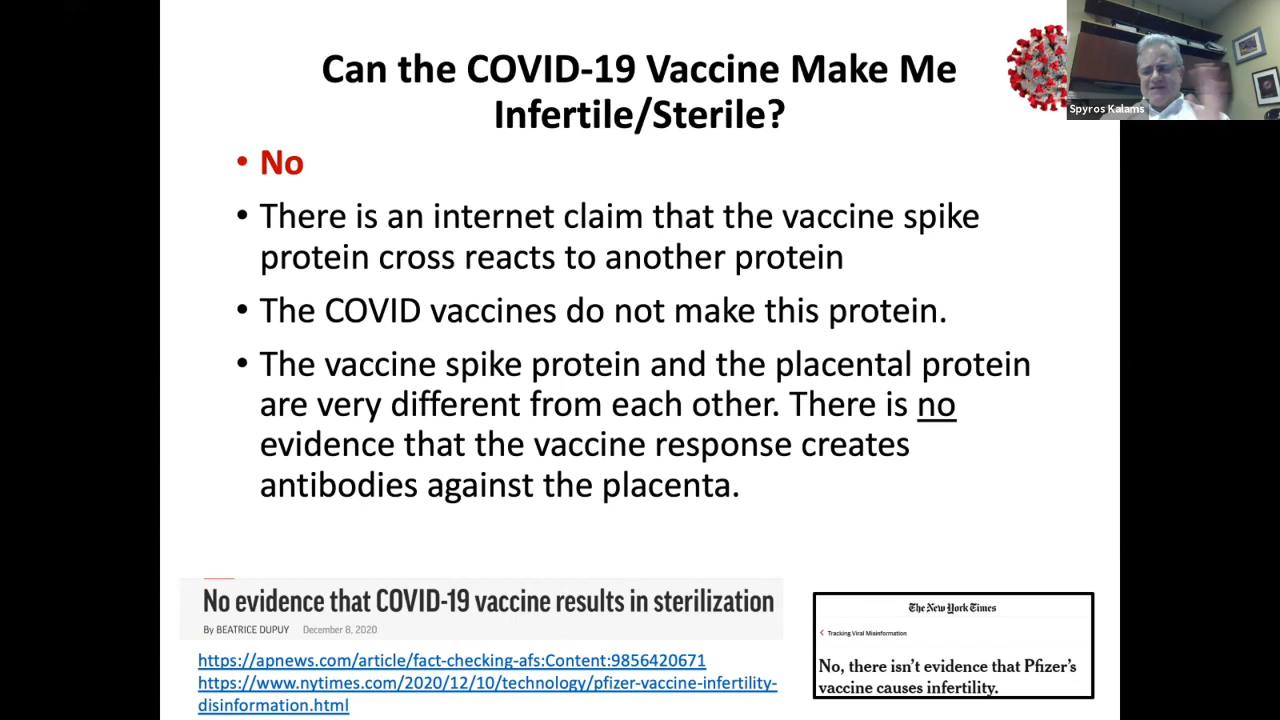 Can the COVID-19 Vaccine Make Me
Infertile/Sterile?
Spyros Kalams
• No
• There is an internet claim that the vaccine spike
protein cross reacts to another protein
• The COVID vaccines do not make this protein.
• The vaccine spike protein and the placental protein
are very different from each other. There is no
evidence that the vaccine response creates
antibodies against the placenta.
No evidence that COVID-19 vaccine results in sterilization
By BEATRICE DUPUY December 8, 2020
https://apnews.com/article/fact-checking-afs:Content:9856420671
https://www.nytimes.com/2020/12/10/technology/pfizer-vaccine-infertility-
disinformation.html
The New York Times
< Tracking Viral Misinformation
No, there isn't evidence that Pfizer's
vaccine causes infertility.